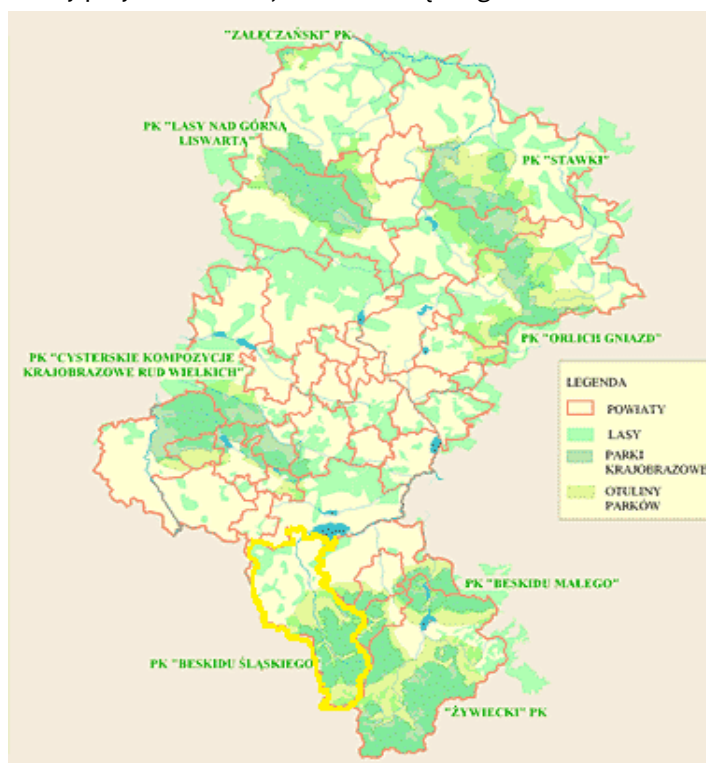 "ZAŁĘCZAŃSKI" PK
PK "LASY NAD GÓRNĄ
LISWARTĄ"
PK "STAWKI"
PK "ORLICH GNIAZD"
PK "CYSTERSKIE KOMPOZYCJE
KRAJOBRAZOWE RUD WIELKICH"
LEGENDA
POWIATY
LASY
PARKI
KRAJOBRAZOWE
OTULINY
PARKÓW
PK "BESKIDU MAŁEGO"
PK "BESKIDU ŚLĄSKIEGO
"ŻYWIECKI" PK